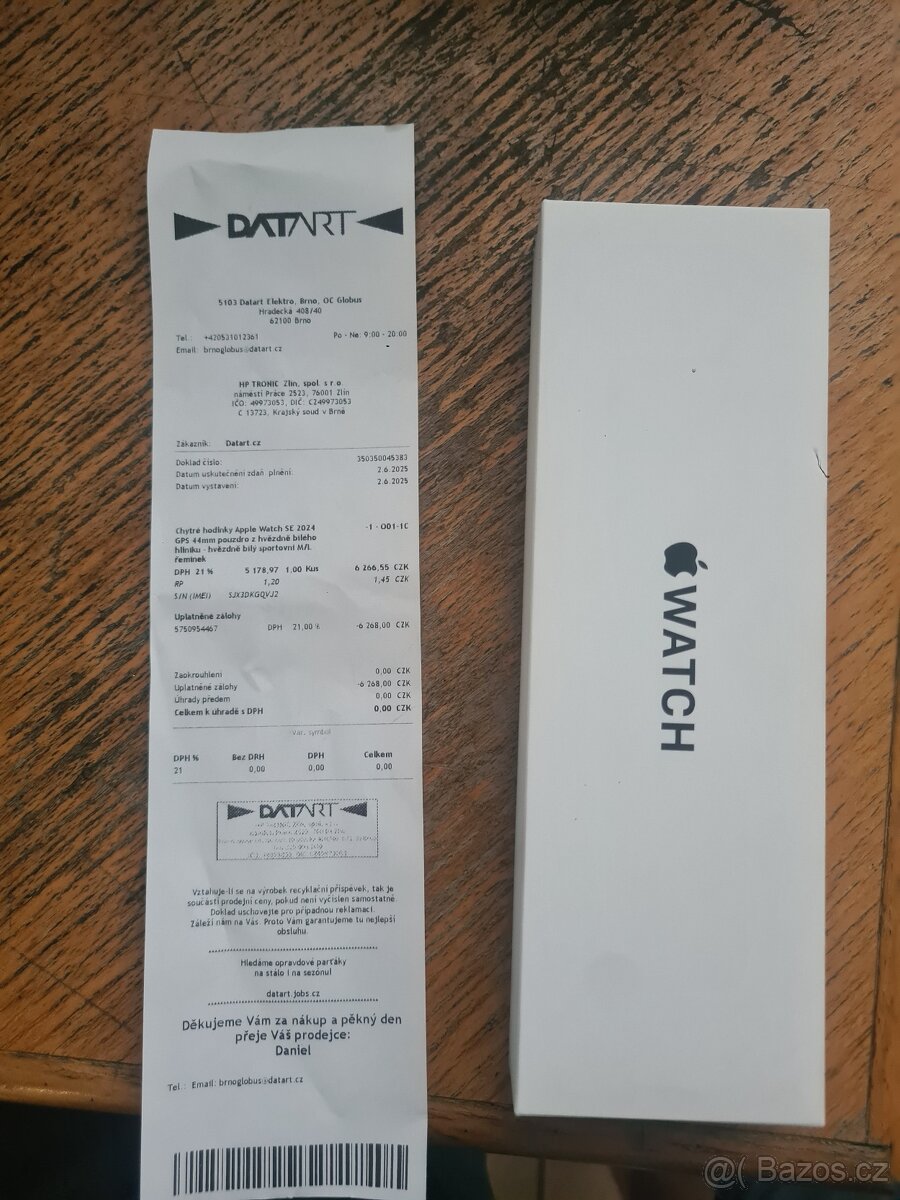 DATART
5103 Datart Elektro, Brno, OC Globus
Hradecká 408/40
62100 Brno
Tel.: +420531012361 Po - Ne: 9:00 - 20:00
Email: brnoglobus@datart.cz
HP TRONIC Zlín, spol. s r.o.
náměstí Práce 2523, 76001 Zlín
IČO: 49973053, DIČ: CZ49973053
C 13723, Krajský soud v Brně
Zákazník: Datart.cz
Doklad číslo: 350350045383
Datum uskutečnění zdaň. plnění: 2.6.2025
Datum vystavení: 2.6.2025
Chytré hodinky Apple Watch SE 2024 -1 - O01-1C
GPS 44mm pouzdro z hvězdně bílého
hliníku - hvězdně bílý sportovní M/L
řemínek
DPH 21 % 5 178,97 1,00 Kus 6 266,55 CZK
RP 1,20 1,45 CZK
S/N (IMEI) SJX3DKGQVJ2
Uplatněné zálohy
5750954467 DPH 21,00 % -6 268,00 CZK
Zaokrouhlení 0,00 CZK
Uplatněné zálohy -6 268,00 CZK
Úhrady předem 0,00 CZK
Celkem k úhradě s DPH 0,00 CZK
Var. symbol
DPH % Bez DPH DPH Celkem
21 0,00 0,00 0,00
DATART
Vztahuje-li se na výrobek recyklační příspěvek, tak je
součástí prodejní ceny, pokud není vyčíslen samostatně.
Doklad uschovejte pro případnou reklamaci.
Záleží nám na Vás. Proto Vám garantujeme tu nejlepší
obsluhu.
Hledáme opravdové parťáky
na stálo i na sezónu!
datart.jobs.cz
Děkujeme Vám za nákup a pěkný den
přeje Váš prodejce:
Daniel
Tel.: Email: brnoglobus@datart.cz
WATCH
@( Bazos.cz